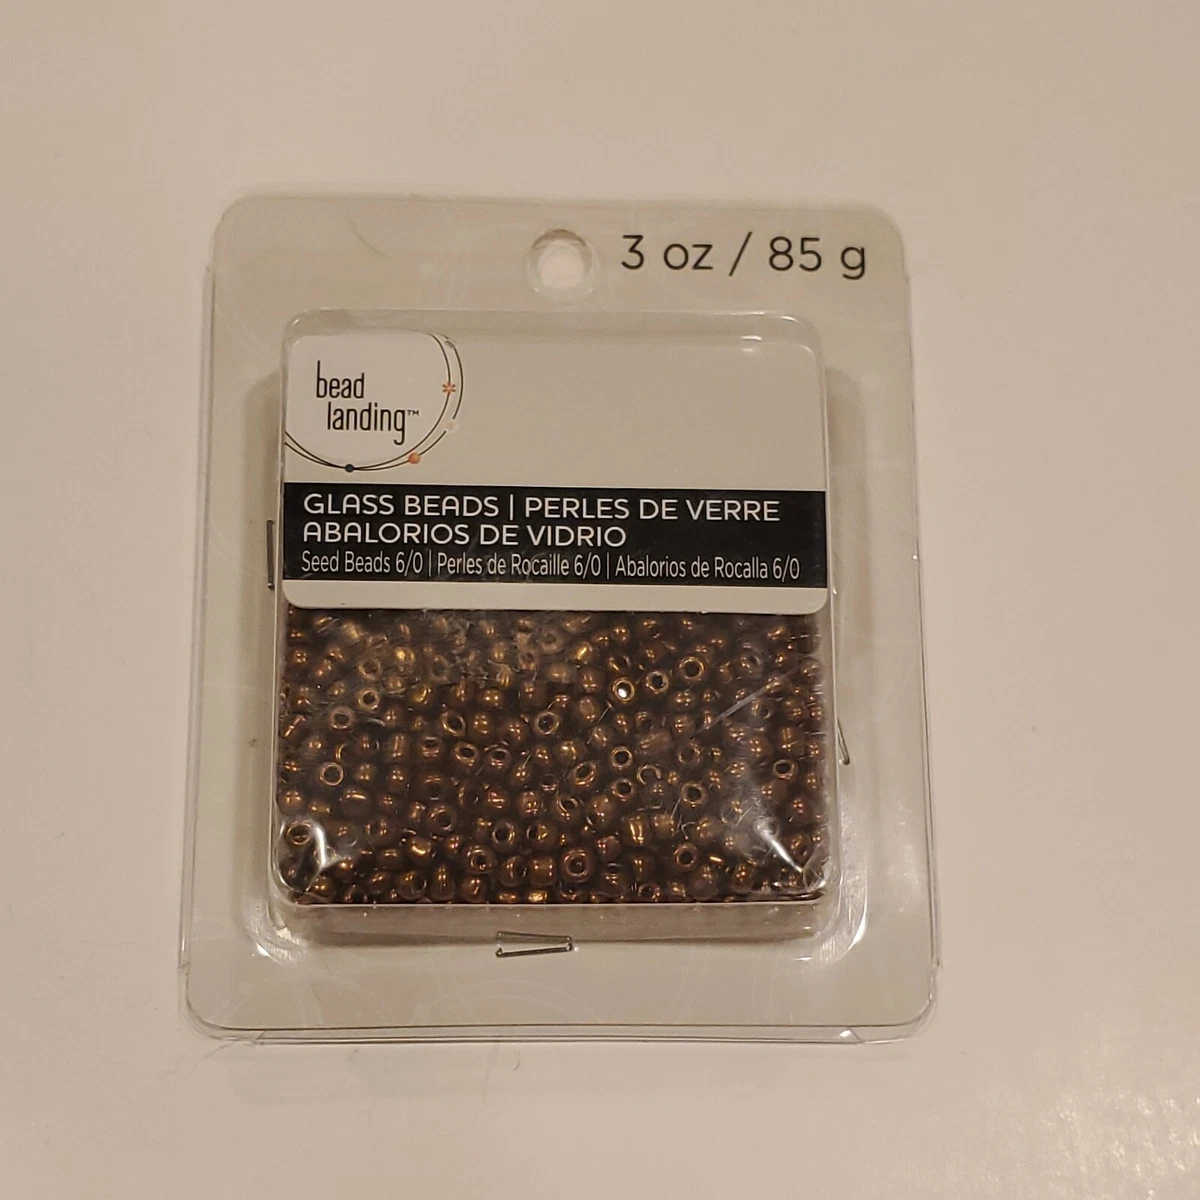 3 oz / 85 g
bead
landing™
GLASS BEADS | PERLES DE VERRE
ABALORIOS DE VIDRIO
Seed Beads 6/0 | Perles de Rocaille 6/0 | Abalorios de Rocalla 6/0